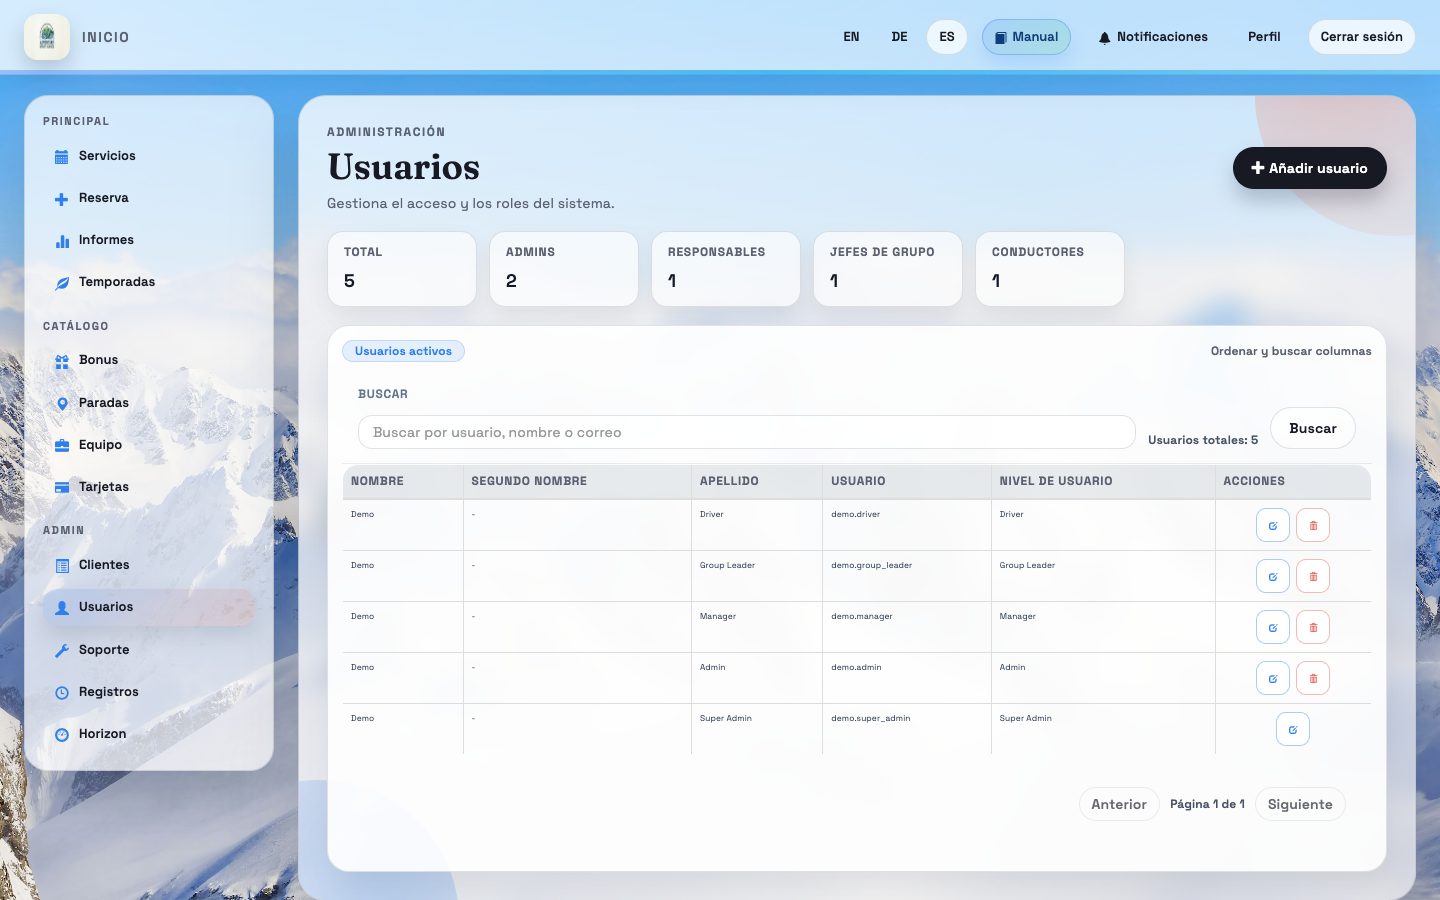 INICIO
EN DE ES Manual Notificaciones Perfil Cerrar sesión
PRINCIPAL
Servicios
Reserva
Informes
Temporadas
CATÁLOGO
Bonus
Paradas
Equipo
Tarjetas
ADMIN
Clientes
Usuarios
Soporte
Registros
Horizon
ADMINISTRACIÓN
Usuarios
Gestiona el acceso y los roles del sistema.
Añadir usuario
TOTAL
5
ADMINS
2
RESPONSABLES
1
JEFES DE GRUPO
1
CONDUCTORES
1
Usuarios activos
Ordenar y buscar columnas
BUSCAR
Buscar por usuario, nombre o correo
Usuarios totales: 5
Buscar
NOMBRE SEGUNDO NOMBRE APELLIDO USUARIO NIVEL DE USUARIO ACCIONES
Demo - Driver demo.driver Driver
Demo - Group Leader demo.group_leader Group Leader
Demo - Manager demo.manager Manager
Demo - Admin demo.admin Admin
Demo - Super Admin demo.super_admin Super Admin
Anterior Página 1 de 1 Siguiente